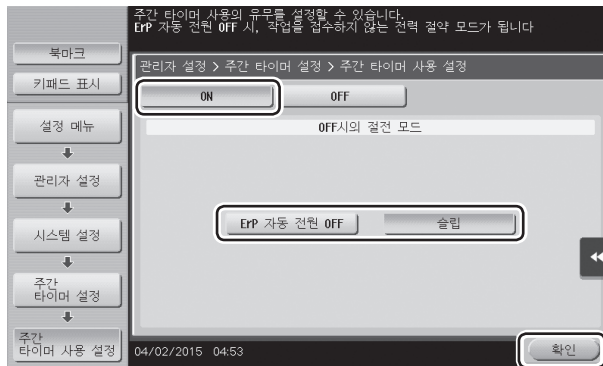 주간 타이머 사용의 유무를 설정할 수 있습니다.
ErP 자동 전원 OFF 시, 작업을 접수하지 않는 전력 절약 모드가 됩니다
북마크
키패드 표시
설정 메뉴
관리자 설정
시스템 설정
주간
타이머 설정
주간
타이머 사용 설정
관리자 설정 > 주간 타이머 설정 > 주간 타이머 사용 설정
ON
OFF
OFF시의 절전 모드
ErP 자동 전원 OFF
슬립
04/02/2015 04:53
확인